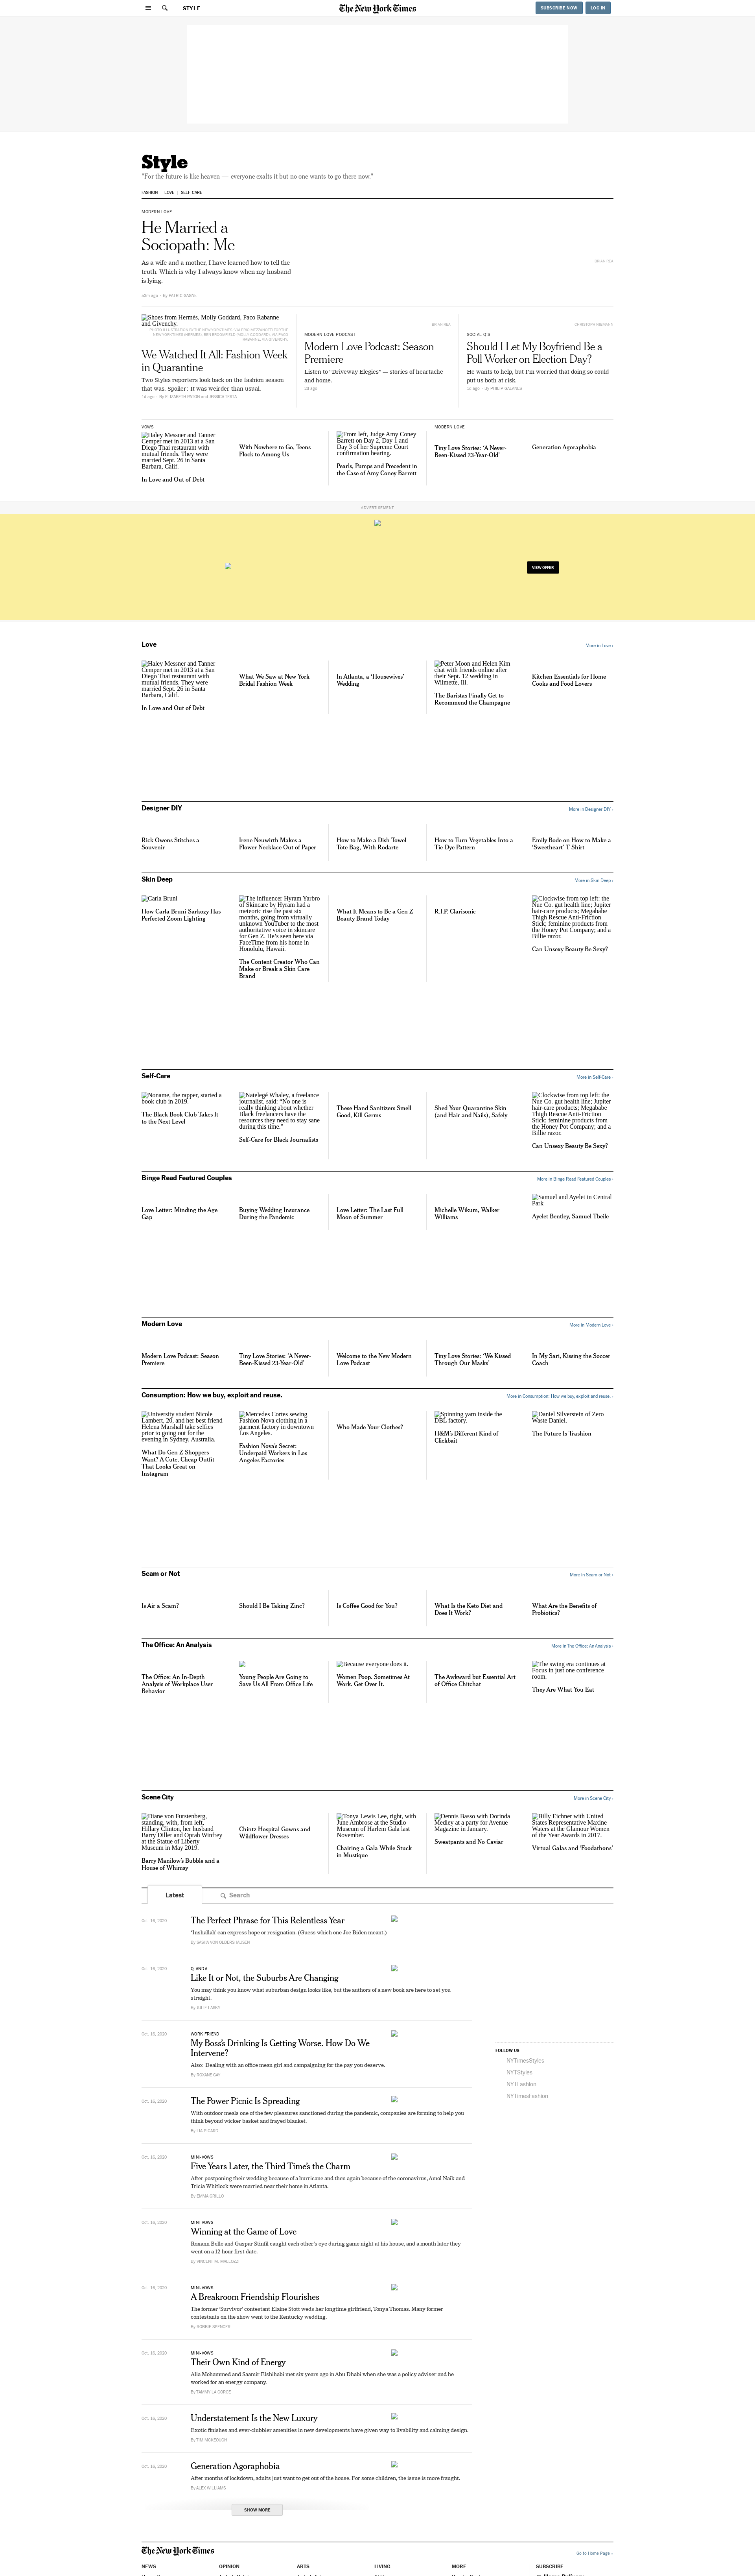 STYLE
The New York Times
SUBSCRIBE NOW
LOG IN
Style
"For the future is like heaven — everyone exalts it but no one wants to go there now."
FASHION
LOVE
SELF-CARE
MODERN LOVE
He Married a
Sociopath: Me
As a wife and mother, I have learned how to tell the
truth. Which is why I always know when my husband
is lying.
53m ago · By PATRIC GAGNE
BRIAN REA
Shoes from Hermès, Molly Goddard, Paco Rabanne
and Givenchy.
We Watched It All: Fashion Week
in Quarantine
Two Styles reporters look back on the fashion season
that was. Spoiler: It was weirder than usual.
1d ago · By ELIZABETH PATON and JESSICA TESTA
BRIAN REA
MODERN LOVE PODCAST
Modern Love Podcast: Season
Premiere
Listen to "Driveway Elegies" — stories of heartache
and home.
2d ago
CHRISTOPH NIEMANN
SOCIAL Q'S
Should I Let My Boyfriend Be a
Poll Worker on Election Day?
He wants to help, but I'm worried that doing so could
put us both at risk.
1d ago · By PHILIP GALANES
VOWS
Haley Messner and Tanner
Cemper met in 2013 at a San
Diego Thai restaurant with
mutual friends. They were
married Sept. 26 in Santa
Barbara, Calif.
In Love and Out of Debt
With Nowhere to Go, Teens
Flock to Among Us
From left, Judge Amy Coney
Barrett on Day 2, Day 1 and
Day 3 of her Supreme Court
confirmation hearing.
Pearls, Pumps and Precedent in
the Case of Amy Coney Barrett
MODERN LOVE
Tiny Love Stories: 'A Never-
Been-Kissed 23-Year-Old'
Generation Agoraphobia
ADVERTISEMENT
VIEW OFFER
Love
More in Love ›
Haley Messner and Tanner
Cemper met in 2013 at a San
Diego Thai restaurant with
mutual friends. They were
married Sept. 26 in Santa
Barbara, Calif.
In Love and Out of Debt
What We Saw at New York
Bridal Fashion Week
In Atlanta, a 'Housewives'
Wedding
Peter Moon and Helen Kim
chat with friends online after
their Sept. 12 wedding in
Wilmette, Ill.
The Baristas Finally Get to
Recommend the Champagne
Kitchen Essentials for Home
Cooks and Food Lovers
Designer DIY
More in Designer DIY ›
Rick Owens Stitches a
Souvenir
Irene Neuwirth Makes a
Flower Necklace Out of Paper
How to Make a Dish Towel
Tote Bag, With Rodarte
How to Turn Vegetables Into a
Tie-Dye Pattern
Emily Bode on How to Make a
'Sweetheart' T-Shirt
Skin Deep
More in Skin Deep ›
Carla Bruni
How Carla Bruni-Sarkozy Has
Perfected Zoom Lighting
The influencer Hyram Yarbro
of Skincare by Hyram had a
meteoric rise the past six
months, going from virtually
unknown YouTuber to the most
authoritative voice in skincare
for Gen Z. He's seen here via
FaceTime from his home in
Honolulu, Hawaii.
The Content Creator Who Can
Make or Break a Skin Care
Brand
What It Means to Be a Gen Z
Beauty Brand Today
R.I.P. Clarisonic
Clockwise from top left: the
Nue Co. gut health line; Jupiter
hair-care products; Megababe
Thigh Rescue Anti-Friction
Stick; feminine products from
the Honey Pot Company; and a
Billie razor.
Can Unsexy Beauty Be Sexy?
Self-Care
More in Self-Care ›
Noname, the rapper, started a
book club in 2019.
The Black Book Club Takes It
to the Next Level
Natelegé Whaley, a freelance
journalist, said: "No one is
really thinking about whether
Black freelancers have the
resources they need to stay sane
during this time."
Self-Care for Black Journalists
These Hand Sanitizers Smell
Good, Kill Germs
Shed Your Quarantine Skin
(and Hair and Nails), Safely
Clockwise from top left: the
Nue Co. gut health line; Jupiter
hair-care products; Megababe
Thigh Rescue Anti-Friction
Stick; feminine products from
the Honey Pot Company; and a
Billie razor.
Can Unsexy Beauty Be Sexy?
Binge Read Featured Couples
More in Binge Read Featured Couples ›
Love Letter: Minding the Age
Gap
Buying Wedding Insurance
During the Pandemic
Love Letter: The Last Full
Moon of Summer
Michelle Wikum, Walker
Williams
Samuel and Ayelet in Central
Park
Ayelet Bentley, Samuel Tbeile
Modern Love
More in Modern Love ›
Modern Love Podcast: Season
Premiere
Tiny Love Stories: 'A Never-
Been-Kissed 23-Year-Old'
Welcome to the New Modern
Love Podcast
Tiny Love Stories: 'We Kissed
Through Our Masks'
In My Sari, Kissing the Soccer
Coach
Consumption: How we buy, exploit and reuse.
More in Consumption: How we buy, exploit and reuse. ›
University student Nicole
Lambert, 20, and her best friend
Helena Marshall take selfies
prior to going out for the
evening in Sydney, Australia.
What Do Gen Z Shoppers
Want? A Cute, Cheap Outfit
That Looks Great on
Instagram
Mercedes Cortes sewing
Fashion Nova clothing in a
garment factory in downtown
Los Angeles.
Fashion Nova's Secret:
Underpaid Workers in Los
Angeles Factories
Who Made Your Clothes?
Spinning yarn inside the
DBL factory.
H&M's Different Kind of
Clickbait
Daniel Silverstein of Zero
Waste Daniel.
The Future Is Trashion
Scam or Not
More in Scam or Not ›
Is Air a Scam?
Should I Be Taking Zinc?
Is Coffee Good for You?
What Is the Keto Diet and
Does It Work?
What Are the Benefits of
Probiotics?
The Office: An Analysis
More in The Office: An Analysis ›
The Office: An In-Depth
Analysis of Workplace User
Behavior
Young People Are Going to
Save Us All From Office Life
Because everyone does it.
Women Poop. Sometimes At
Work. Get Over It.
The Awkward but Essential Art
of Office Chitchat
The swing era continues at
Focus in just one conference
room.
They Are What You Eat
Scene City
More in Scene City ›
Diane von Furstenberg,
standing, with, from left,
Hillary Clinton, her husband
Barry Diller and Oprah Winfrey
at the Statue of Liberty
Museum in May 2019.
Barry Manilow's Bubble and a
House of Whimsy
Chintz Hospital Gowns and
Wildflower Dresses
Tonya Lewis Lee, right, with
June Ambrose at the Studio
Museum of Harlem Gala last
November.
Chairing a Gala While Stuck
in Mustique
Dennis Basso with Dorinda
Medley at a party for Avenue
Magazine in January.
Sweatpants and No Caviar
Billy Eichner with United
States Representative Maxine
Waters at the Glamour Women
of the Year Awards in 2017.
Virtual Galas and 'Foodathons'
Latest
Search
Oct. 16, 2020
The Perfect Phrase for This Relentless Year
'Inshallah' can express hope or resignation. (Guess which one Joe Biden meant.)
By SASHA VON OLDERSHAUSEN
Oct. 16, 2020
Q. AND A.
Like It or Not, the Suburbs Are Changing
You may think you know what suburban design looks like, but the authors of a new book are here to set you
straight.
By JULIE LASKY
Oct. 16, 2020
WORK FRIEND
My Boss's Drinking Is Getting Worse. How Do We
Intervene?
Also: Dealing with an office mean girl and campaigning for the pay you deserve.
By ROXANE GAY
Oct. 16, 2020
The Power Picnic Is Spreading
With outdoor meals one of the few pleasures sanctioned during the pandemic, companies are forming to help you
think beyond wicker basket and frayed blanket.
By LIA PICARD
Oct. 16, 2020
MINI-VOWS
Five Years Later, the Third Time's the Charm
After postponing their wedding because of a hurricane and then again because of the coronavirus, Amol Naik and
Tricia Whitlock were married near their home in Atlanta.
By EMMA GRILLO
Oct. 16, 2020
MINI-VOWS
Winning at the Game of Love
Roxann Belle and Gaspar Stinfil caught each other's eye during game night at his house, and a month later they
went on a 12-hour first date.
By VINCENT M. MALLOZZI
Oct. 16, 2020
MINI-VOWS
A Breakroom Friendship Flourishes
The former 'Survivor' contestant Elaine Stott weds her longtime girlfriend, Tonya Thomas. Many former
contestants on the show went to the Kentucky wedding.
By ROBBIE SPENCER
Oct. 16, 2020
MINI-VOWS
Their Own Kind of Energy
Alia Mohammed and Saamir Elshihabi met six years ago in Abu Dhabi when she was a policy adviser and he
worked for an energy company.
By TAMMY LA GORCE
Oct. 16, 2020
Understatement Is the New Luxury
Exotic finishes and ever-clubbier amenities in new developments have given way to livability and calming design.
By TIM MCKEOUGH
Oct. 16, 2020
Generation Agoraphobia
After months of lockdown, adults just want to get out of the house. For some children, the issue is more fraught.
By ALEX WILLIAMS
SHOW MORE
FOLLOW US
NYTimesStyles
NYTStyles
NYTFashion
NYTimesFashion
The New York Times
Go to Home Page »
NEWS
OPINION
ARTS
LIVING
MORE
SUBSCRIBE